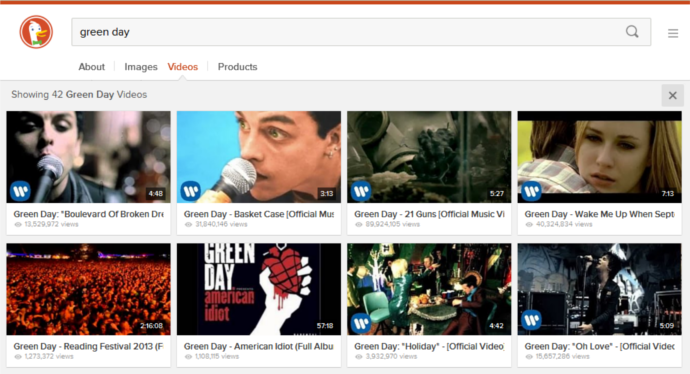 green day
About Images Videos Products
Showing 42 Green Day Videos
4:48 3:13 5:27 7:13
Green Day: "Boulevard Of Broken Dre Green Day - Basket Case [Official Mus Green Day - 21 Guns [Official Music Vi Green Day - Wake Me Up When Sept
13,529,972 views 31,840,146 views 89,924,105 views 40,324,834 views
GREEN DAY
american idiot
2:16:08 57:18 4:42 5:09
Green Day - Reading Festival 2013 (F Green Day - American Idiot (Full Albu Green Day: "Holiday" - [Official Video] Green Day: "Oh Love" - [Official Video]
1,273,372 views 1,108,115 views 3,932,970 views 15,657,286 views